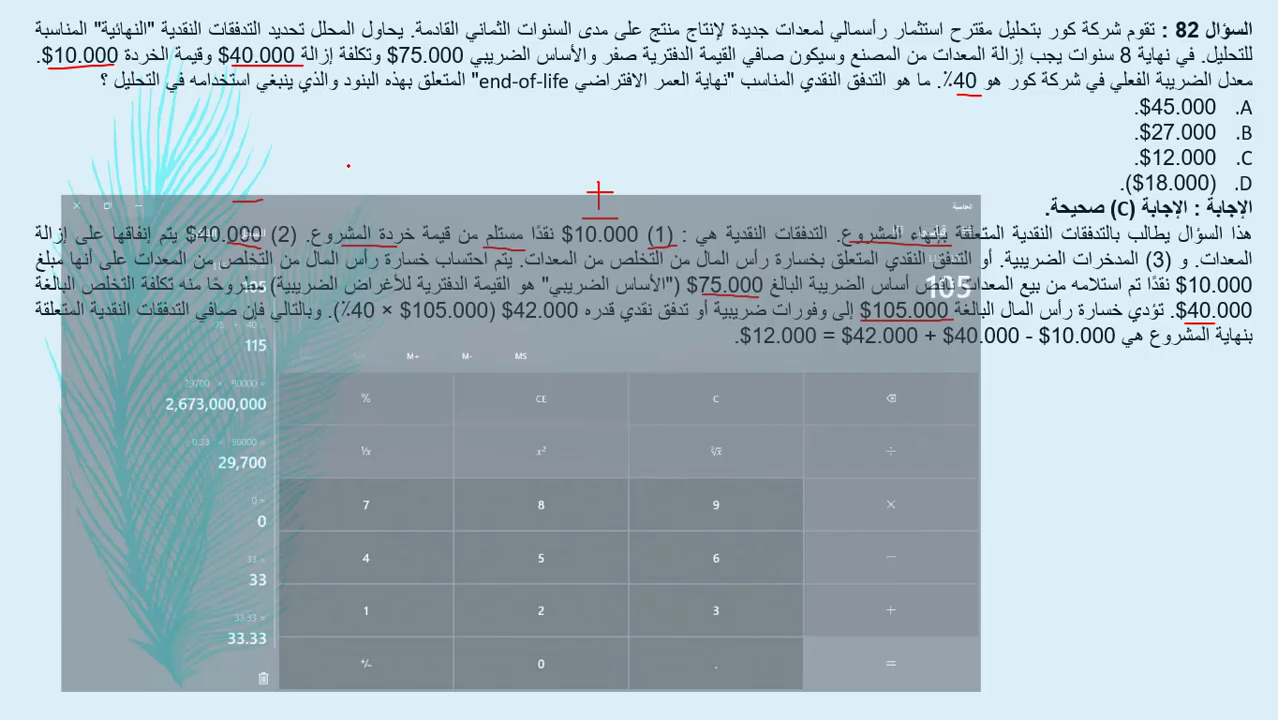 السؤال 82 : تقوم شركة كور بتحليل مقترح استثمار رأسمالي لمعدات جديدة لإنتاج منتج على مدى السنوات الثماني القادمة. يحاول المحلل تحديد التدفقات النقدية "النهائية" المناسبة
للتحليل. في نهاية 8 سنوات يجب إزالة المعدات من المصنع وسيكون صافي القيمة الدفترية صفر والأساس الضريبي 75.000$ وتكلفة إزالة 40.000$ وقيمة الخردة 10.000$.
معدل الضريبة الفعلي في شركة كور هو 40٪. ما هو التدفق النقدي المناسب "نهاية العمر الافتراضي end-of-life" المتعلق بهذه البنود والذي ينبغي استخدامه في التحليل ؟
A. 45.000$.
B. 27.000$.
C. 12.000$.
D. (18.000$).
الإجابة : الإجابة (C) صحيحة.
هذا السؤال يطالب بالتدفقات النقدية المتعلقة بإنهاء المشروع. التدفقات النقدية هي : (1) 10.000$ نقدًا مستلم من قيمة خردة المشروع. (2) 40.000$ يتم إنفاقها على إزالة
المعدات. و (3) المدخرات الضريبية. أو التدفق النقدي المتعلق بخسارة رأس المال من التخلص من المعدات. يتم احتساب خسارة رأس المال من التخلص من المعدات على أنها مبلغ
10.000$ نقدًا تم استلامه من بيع المعدات ناقص أساس الضريبة البالغ 75.000$ ("الأساس الضريبي" هو القيمة الدفترية للأغراض الضريبية) مطروحًا منه تكلفة التخلص البالغة
40.000$. تؤدي خسارة رأس المال البالغة 105.000$ إلى وفورات ضريبية أو تدفق نقدي قدره 42.000$ (105.000$ × 40٪). وبالتالي فإن صافي التدفقات النقدية المتعلقة
بنهاية المشروع هي 10.000$ - 40.000$ + 42.000$ = 12.000$.
الحاسبة
105
105
M+ M- MS
75 + 40 =
115
29700 × 90000 =
2,673,000,000
0.33 × 90000 =
29,700
0 =
0
33 =
33
33.33 =
33.33
% CE C
¹/x x² ²√x ÷
7 8 9 ×
4 5 6 −
1 2 3 +
+/− 0 . =